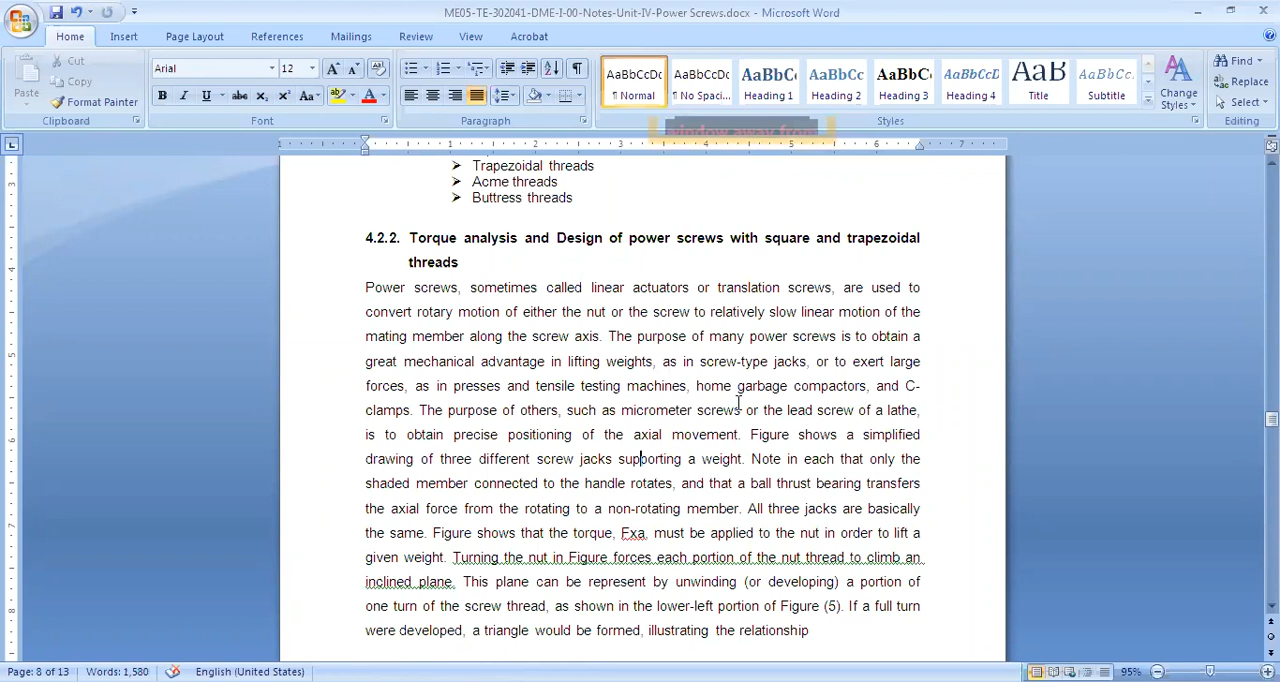 ME05-TE-302041-DME-I-00-Notes-Unit-IV-Power Screws.docx - Microsoft Word
Home Insert Page Layout References Mailings Review View Acrobat
Cut
Copy
Format Painter
Paste
Clipboard
Arial 12
Font
Paragraph
AaBbCcDc AaBbCcDc AaBbC AaBbCc AaBbCc AaBbCcD AaB AaBbCcD
¶ Normal ¶ No Spaci... Heading 1 Heading 2 Heading 3 Heading 4 Title Subtitle
Change
Styles
Styles
Find
Replace
Select
Editing
window away from
Trapezoidal threads
Acme threads
Buttress threads
4.2.2. Torque analysis and Design of power screws with square and trapezoidal
threads
Power screws, sometimes called linear actuators or translation screws, are used to
convert rotary motion of either the nut or the screw to relatively slow linear motion of the
mating member along the screw axis. The purpose of many power screws is to obtain a
great mechanical advantage in lifting weights, as in screw-type jacks, or to exert large
forces, as in presses and tensile testing machines, home garbage compactors, and C-
clamps. The purpose of others, such as micrometer screws or the lead screw of a lathe,
is to obtain precise positioning of the axial movement. Figure shows a simplified
drawing of three different screw jacks supporting a weight. Note in each that only the
shaded member connected to the handle rotates, and that a ball thrust bearing transfers
the axial force from the rotating to a non-rotating member. All three jacks are basically
the same. Figure shows that the torque, Fxa, must be applied to the nut in order to lift a
given weight. Turning the nut in Figure forces each portion of the nut thread to climb an
inclined plane. This plane can be represent by unwinding (or developing) a portion of
one turn of the screw thread, as shown in the lower-left portion of Figure (5). If a full turn
were developed, a triangle would be formed, illustrating the relationship
Page: 8 of 13 Words: 1,580 English (United States) 95%